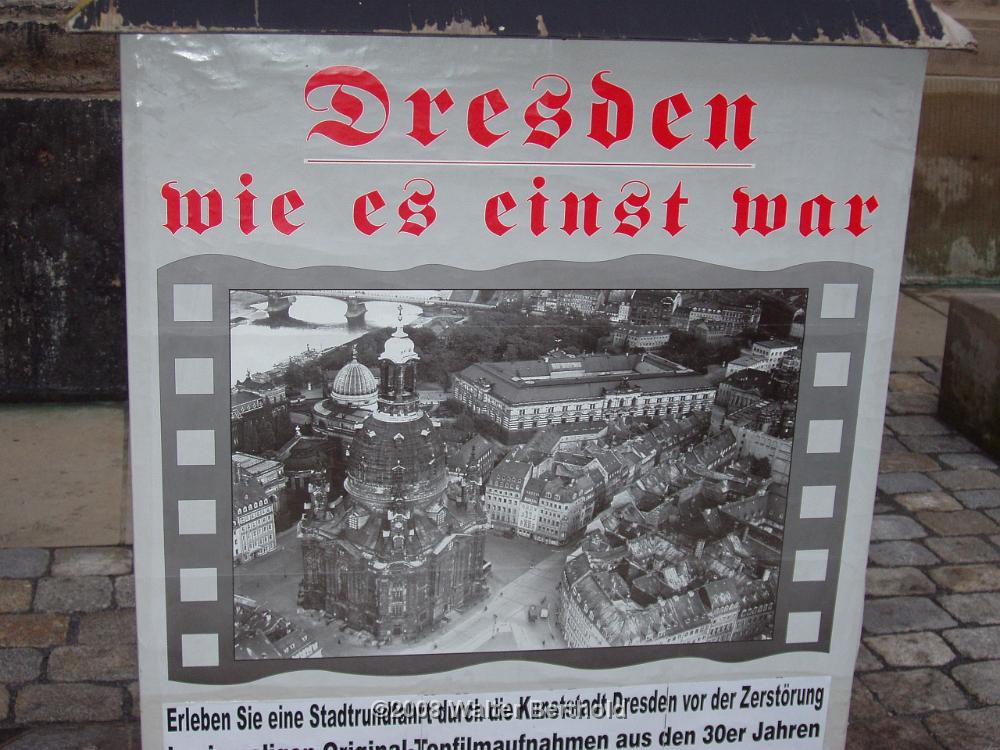 Dresden
wie es einst war
Erleben Sie eine Stadtrundfahrt durch die Kunststadt Dresden vor der Zerstörung
Original-Tonfilmaufnahmen aus den 30er Jahren